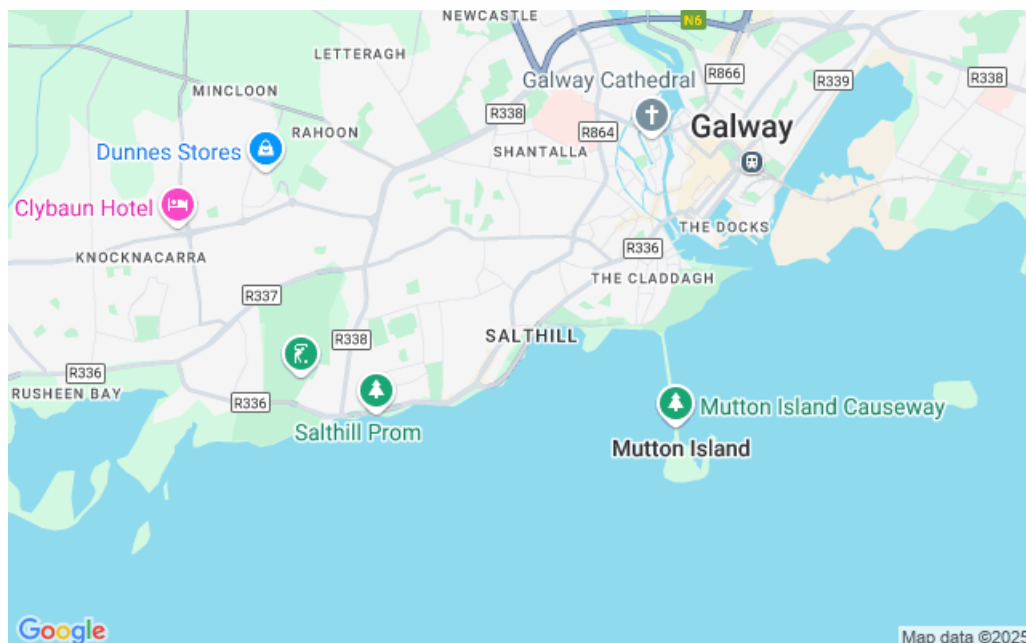 NEWCASTLE
N6
LETTERAGH
Galway Cathedral
R866
R339
R338
MINCLOON
R338
RAHOON
R864
Galway
Dunnes Stores
SHANTALLA
Clybaun Hotel
THE DOCKS
R336
KNOCKNACARRA
THE CLADDAGH
R337
R338
SALTHILL
R336
RUSHEEN BAY
R336
Mutton Island Causeway
Salthill Prom
Mutton Island
Google
Map data ©2025